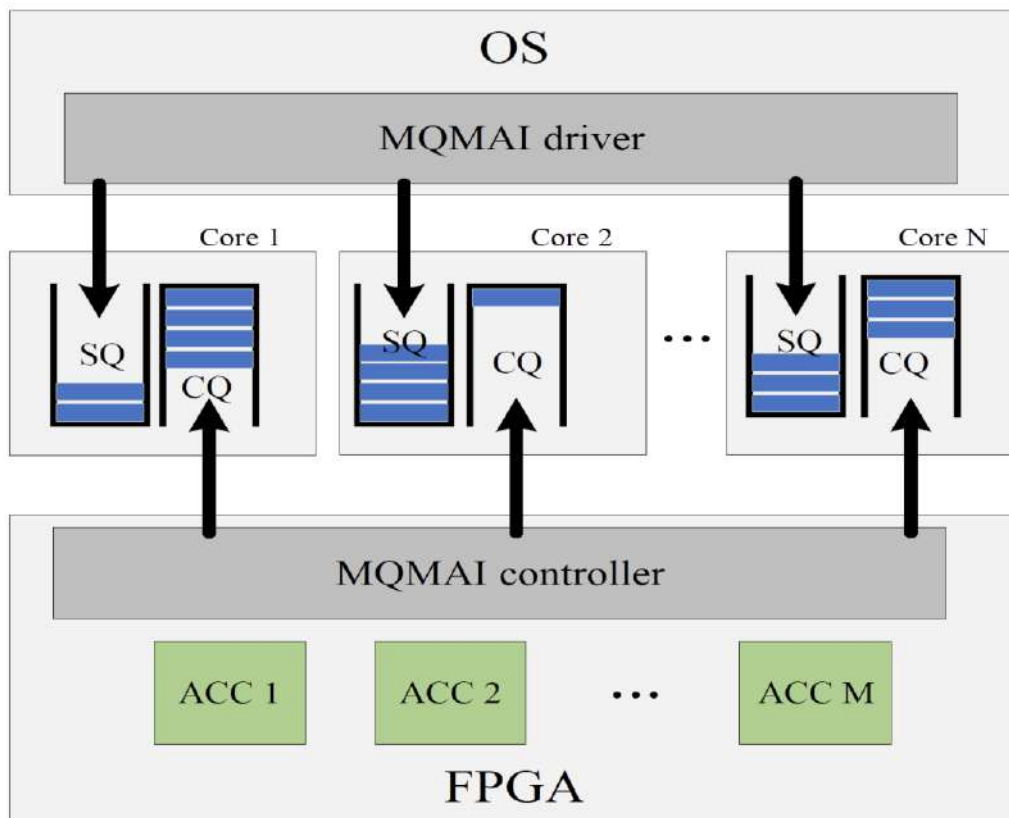 OS
MQMAI driver
Core 1
Core 2
Core N
SQ
CQ
SQ
CQ
...
SQ
CQ
MQMAI controller
ACC 1
ACC 2
...
ACC M
FPGA